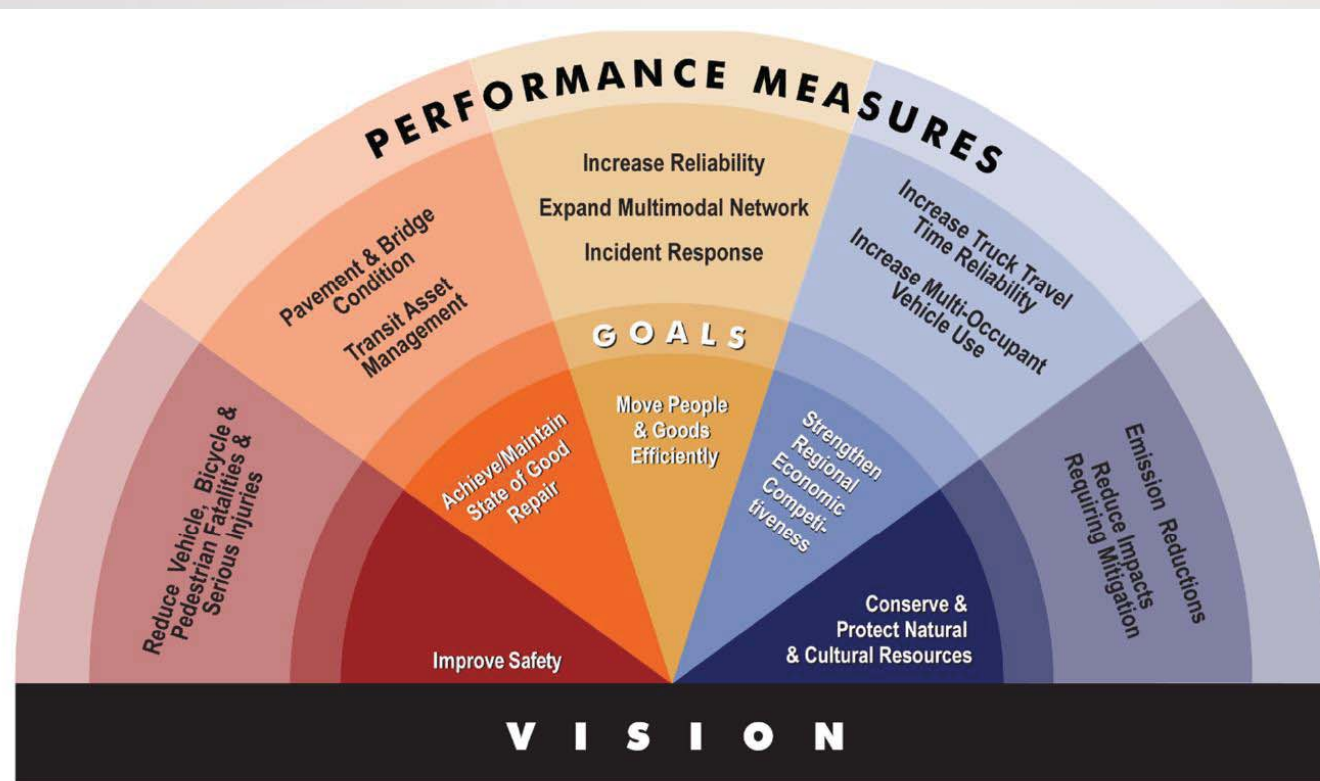 PERFORMANCE MEASURES
Reduce Vehicle, Bicycle &
Pedestrian Fatalities &
Serious Injuries
Pavement & Bridge
Condition
Transit Asset
Management
Increase Reliability
Expand Multimodal Network
Incident Response
Increase Truck Travel
Time Reliability
Increase Multi-Occupant
Vehicle Use
Emission Reductions
Reduce Impacts
Requiring Mitigation
GOALS
Improve Safety
Achieve/Maintain
State of Good
Repair
Move People
& Goods
Efficiently
Strengthen
Regional
Economic
Competi-
tiveness
Conserve &
Protect Natural
& Cultural Resources
VISION